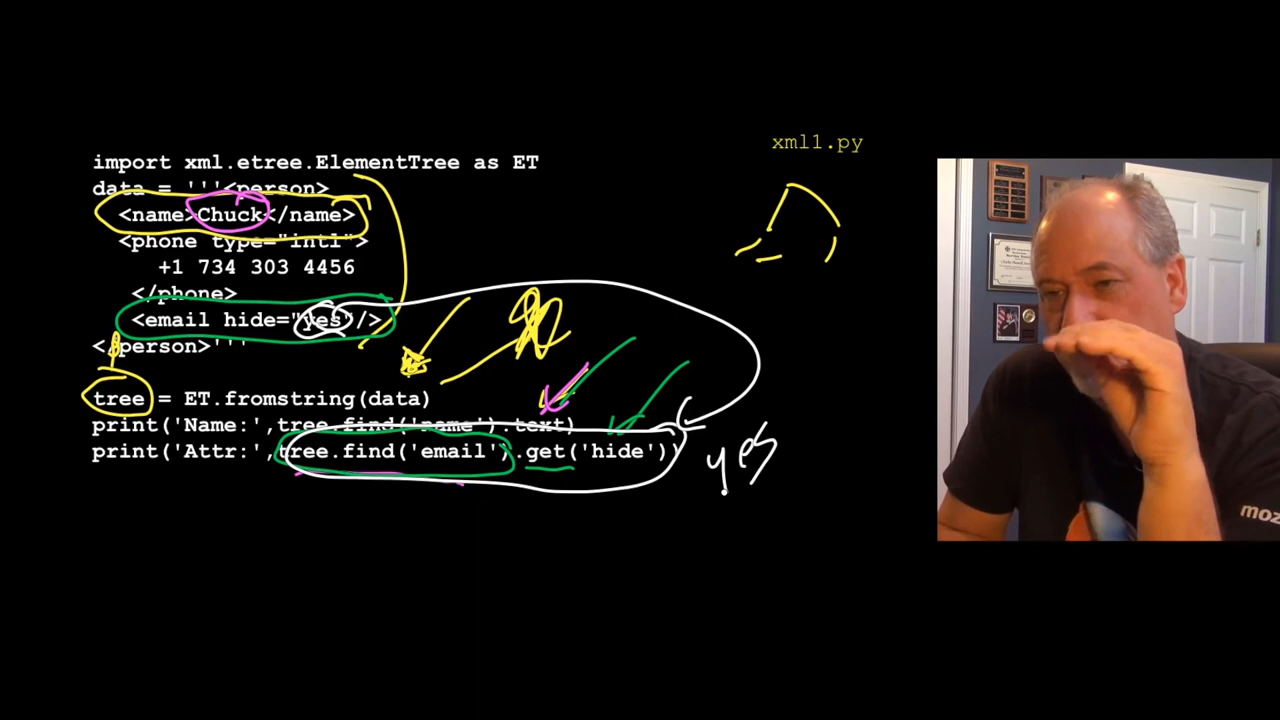 xml1.py
import xml.etree.ElementTree as ET
data = '''<person>
<name>Chuck</name>
<phone type="intl">
+1 734 303 4456
</phone>
<email hide="yes"/>
</person>'''
tree = ET.fromstring(data)
print('Name:',tree.find('name').text)
print('Attr:',tree.find('email').get('hide'))
yes
moz